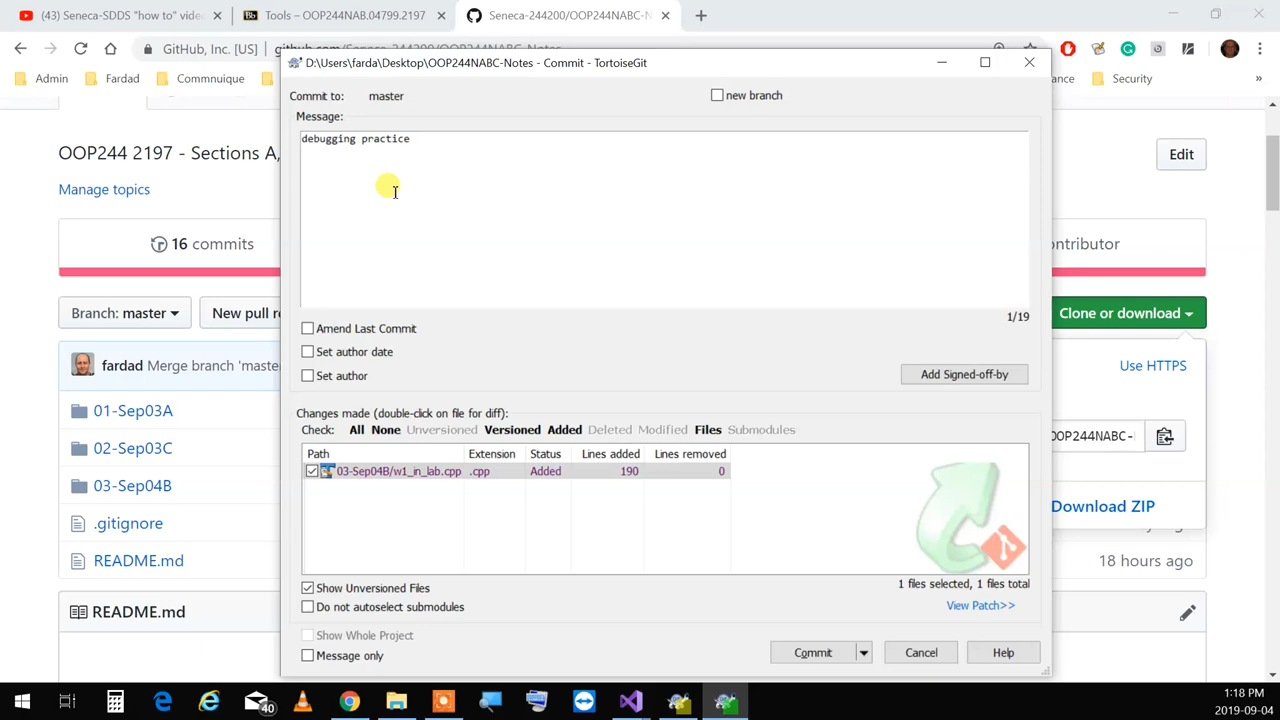 (43) Seneca-SDDS "how to" vide
Tools – OOP244NAB.04799.2197
Seneca-244200/OOP244NABC-N
GitHub, Inc. [US]
Admin
Fardad
Communique
Security
»
D:\Users\farda\Desktop\OOP244NABC-Notes - Commit - TortoiseGit
Commit to: master
new branch
Message:
debugging practice
OOP244 2197 - Sections A,
Edit
Manage topics
16 commits
ontributor
Branch: master
New pull re
Clone or download
1/19
Amend Last Commit
Set author date
Set author
Add Signed-off-by
fardad Merge branch 'maste
Use HTTPS
Changes made (double-click on file for diff):
Check: All None Unversioned Versioned Added Deleted Modified Files Submodules
Path Extension Status Lines added Lines removed
03-Sep04B/w1_in_lab.cpp .cpp Added 190 0
01-Sep03A
02-Sep03C
03-Sep04B
.gitignore
README.md
OOP244NABC-
Download ZIP
18 hours ago
1 files selected, 1 files total
Show Unversioned Files
View Patch>>
Do not autoselect submodules
README.md
Show Whole Project
Message only
Commit
Cancel
Help
40
1:18 PM
2019-09-04